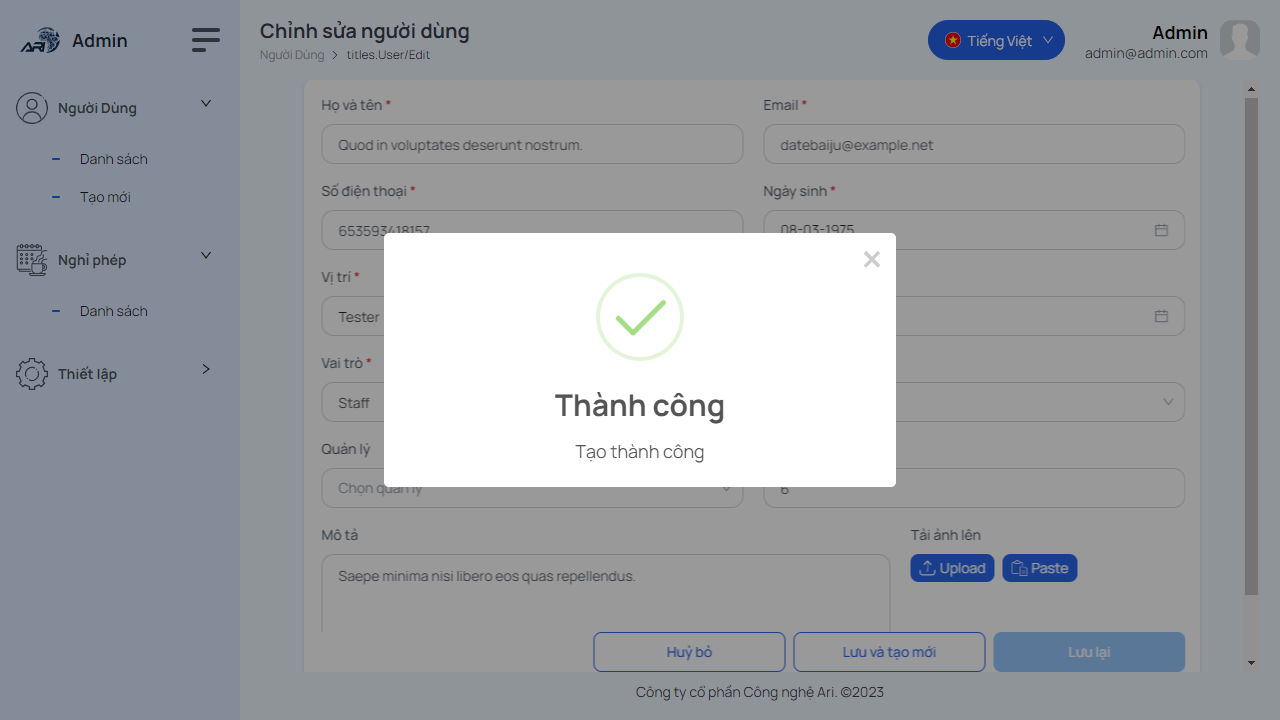 ARI
Admin
Người Dùng
Danh sách
Tạo mới
Nghỉ phép
Danh sách
Thiết lập
Chỉnh sửa người dùng
Người Dùng > titles.User/Edit
Tiếng Việt
Admin
admin@admin.com
Họ và tên *
Email *
Quod in voluptates deserunt nostrum.
datebaiju@example.net
Số điện thoại *
Ngày sinh *
653593418157
08-03-1975
Vị trí *
Tester
Vai trò *
Staff
Quản lý
Chọn quản lý
6
×
Thành công
Tạo thành công
Mô tả
Tải ảnh lên
Saepe minima nisi libero eos quas repellendus.
Upload
Paste
Huỷ bỏ
Lưu và tạo mới
Lưu lại
Công ty cổ phần Công nghệ Ari. ©2023